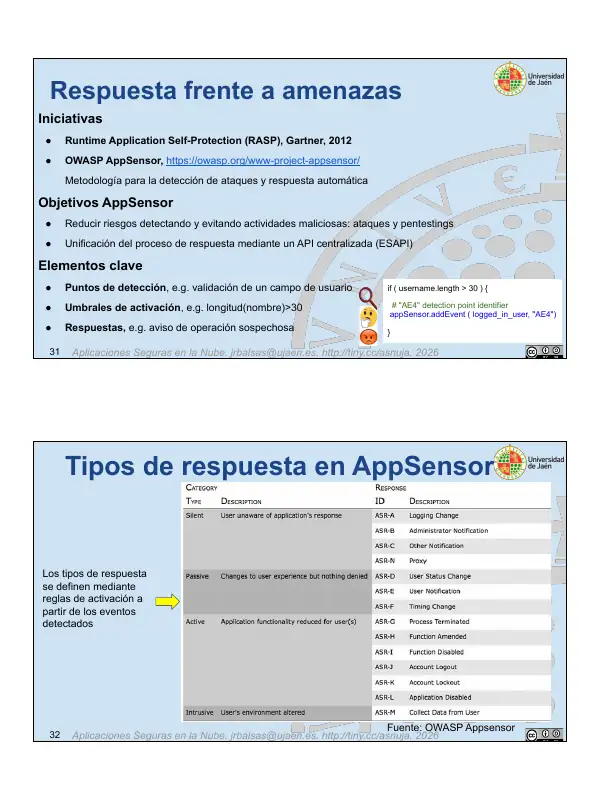 Universidad
de Jaén
Respuesta frente a amenazas
Iniciativas
● Runtime Application Self-Protection (RASP), Gartner, 2012
● OWASP AppSensor, https://owasp.org/www-project-appsensor/
Metodología para la detección de ataques y respuesta automática
Objetivos AppSensor
● Reducir riesgos detectando y evitando actividades maliciosas: ataques y pentestings
● Unificación del proceso de respuesta mediante un API centralizada (ESAPI)
Elementos clave
● Puntos de detección, e.g. validación de un campo de usuario
● Umbrales de activación, e.g. longitud(nombre)>30
● Respuestas, e.g. aviso de operación sospechosa
if ( username.length > 30 ) {
# "AE4" detection point identifier
appSensor.addEvent ( logged_in_user, "AE4")
}
31 Aplicaciones Seguras en la Nube. jrbalsas@ujaen.es. http://tiny.cc/asnuja. 2026
Universidad
de Jaén
Tipos de respuesta en AppSensor
CATEGORY RESPONSE
TYPE DESCRIPTION ID DESCRIPTION
Silent User unaware of application's response ASR-A Logging Change
ASR-B Administrator Notification
ASR-C Other Notification
ASR-N Proxy
Passive Changes to user experience but nothing denied ASR-D User Status Change
ASR-E User Notification
ASR-F Timing Change
Active Application functionality reduced for user(s) ASR-G Process Terminated
ASR-H Function Amended
ASR-I Function Disabled
ASR-J Account Logout
ASR-K Account Lockout
ASR-L Application Disabled
Intrusive User's environment altered ASR-M Collect Data from User
Los tipos de respuesta
se definen mediante
reglas de activación a
partir de los eventos
detectados
Fuente: OWASP Appsensor
32 Aplicaciones Seguras en la Nube. jrbalsas@ujaen.es. http://tiny.cc/asnuja. 2026